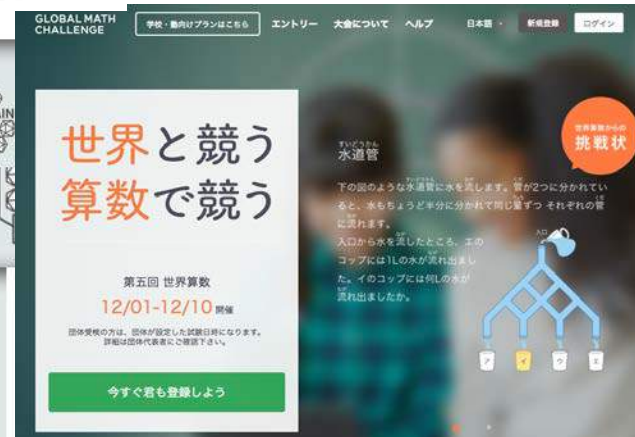 GLOBAL MATH
CHALLENGE
学校・塾向けプランはこちら
エントリー
大会について
ヘルプ
日本語
新規登録
ログイン
世界と競う
算数で競う
第五回 世界算数
12/01-12/10 開催
団体受検の方は、団体が設定した試験日時になります。
詳細は団体代表者にご確認下さい。
今すぐ君も登録しよう
世界算数からの
挑戦状
すいどうかん
水道管
下の図のような水道管に水を流します。管が2つに分かれてい
ると、水もちょうど半分に分かれて同じ量ずつ それぞれの管
に流れます。
入口から水を流したところ、エの
コップには1Lの水が流れ出まし
た。イのコップには何Lの水が
流れ出ましたか。
入口
ア
イ
ウ
エ